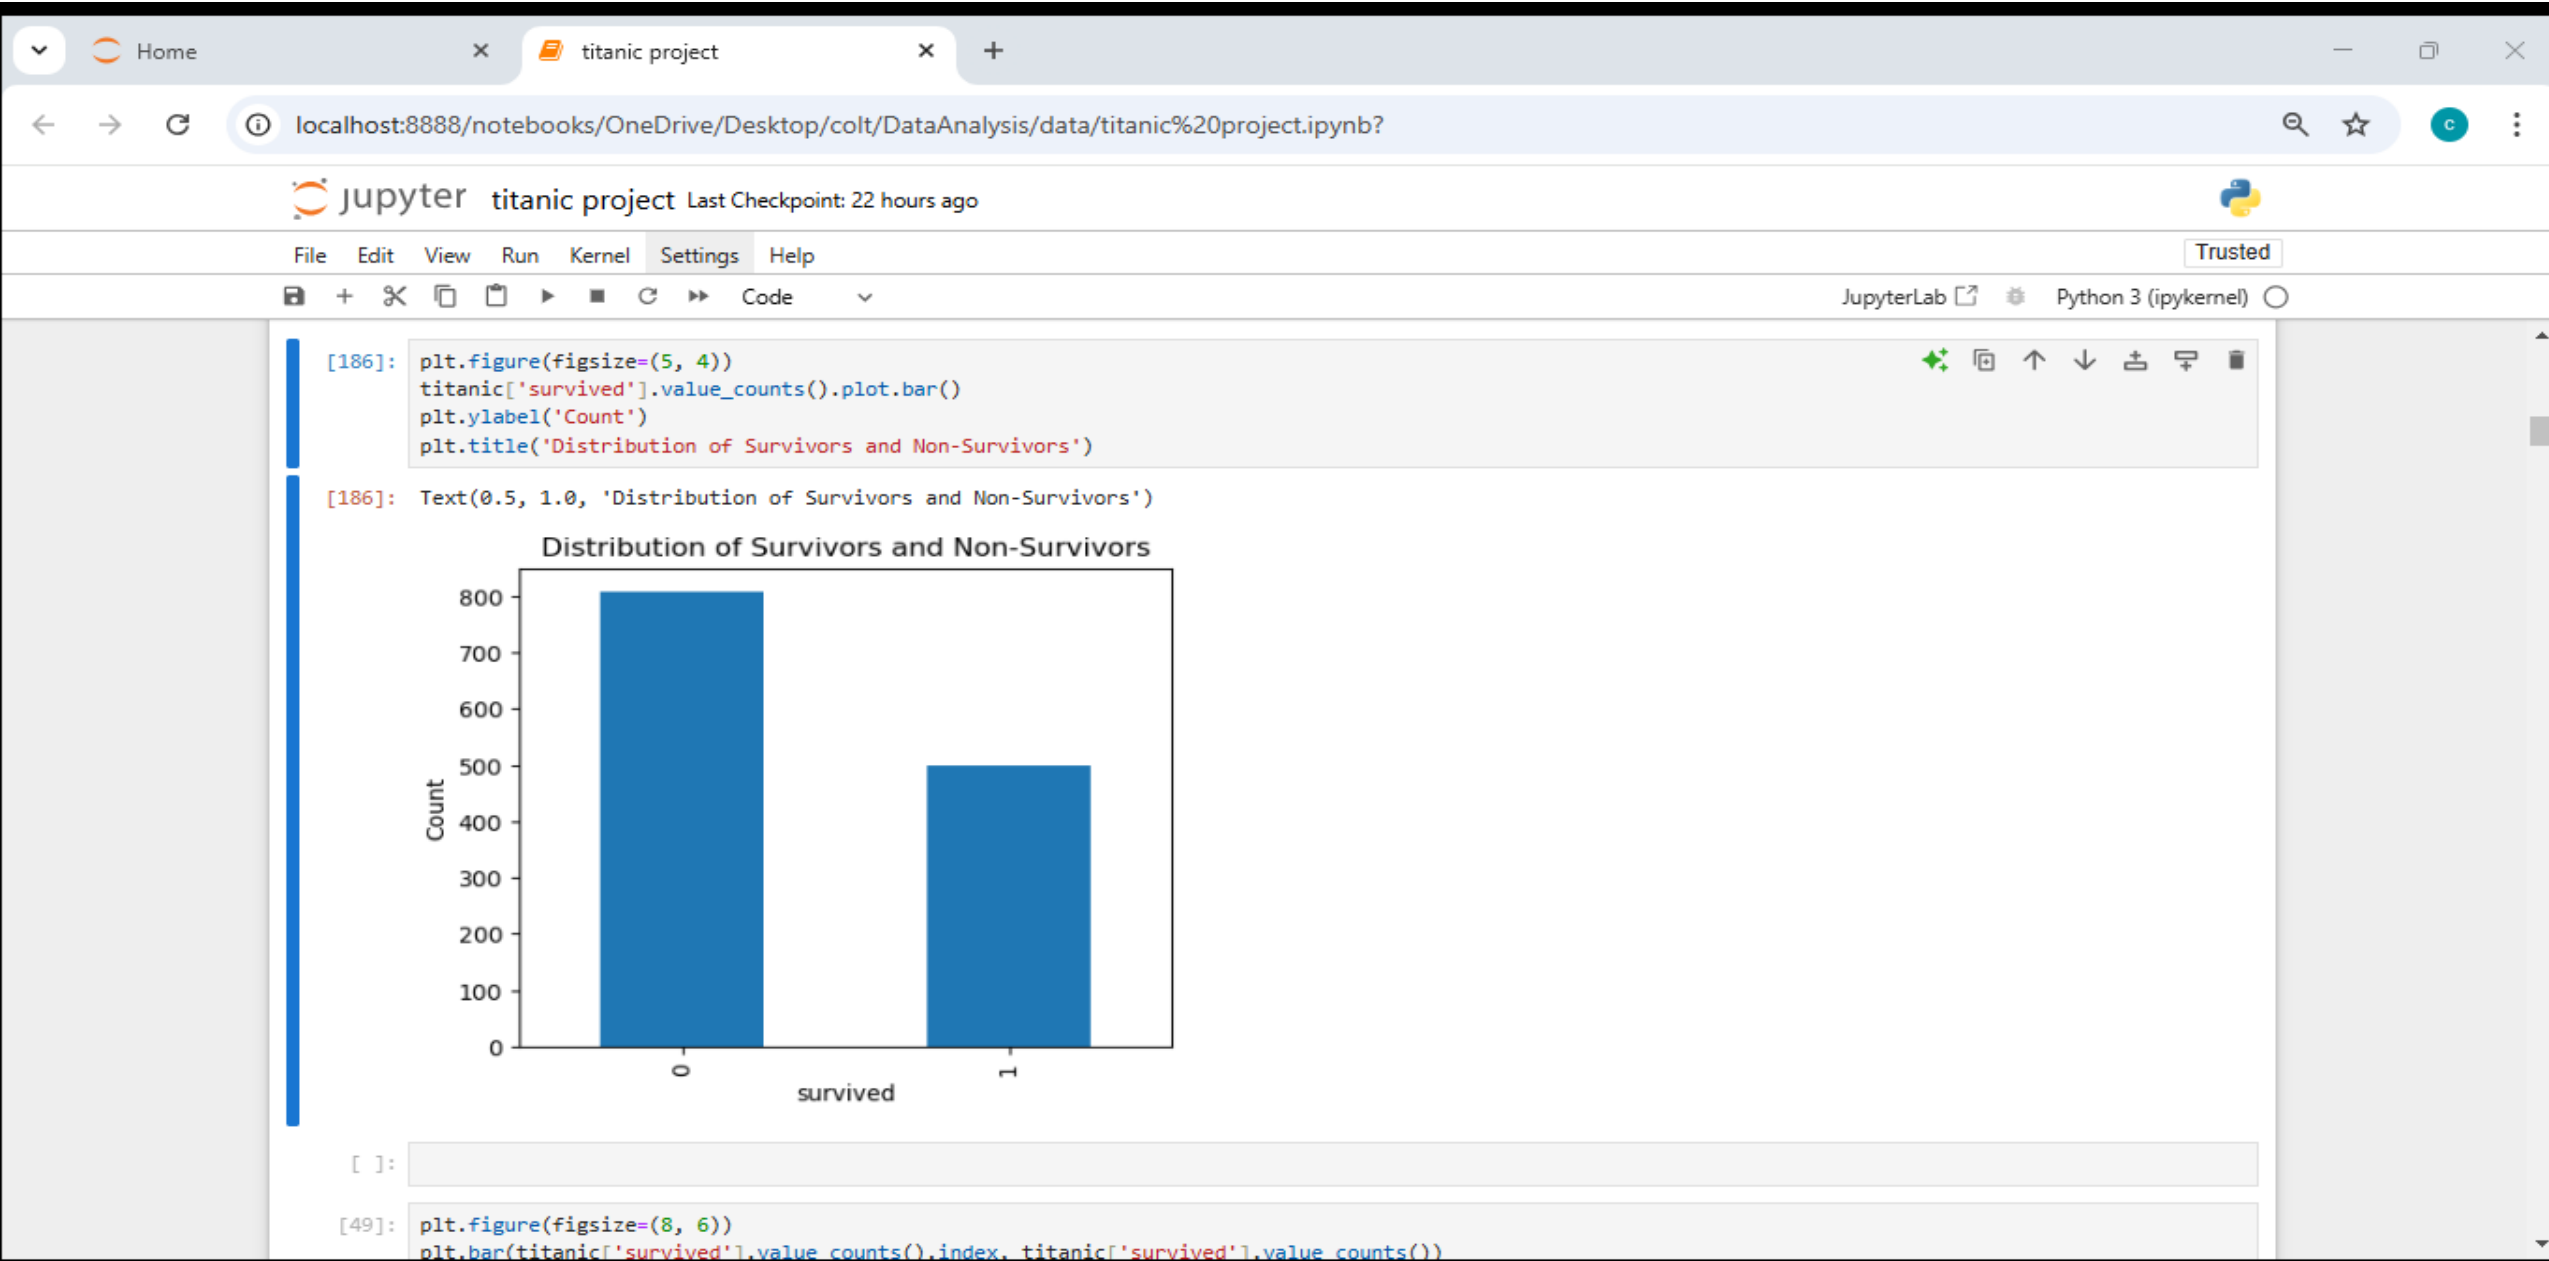 Home
titanic project
localhost:8888/notebooks/OneDrive/Desktop/colt/DataAnalysis/data/titanic%20project.ipynb?
c
jupyter titanic project Last Checkpoint: 22 hours ago
File Edit View Run Kernel Settings Help
Trusted
Code
JupyterLab
Python 3 (ipykernel)
[186]: plt.figure(figsize=(5, 4))
titanic['survived'].value_counts().plot.bar()
plt.ylabel('Count')
plt.title('Distribution of Survivors and Non-Survivors')
[186]: Text(0.5, 1.0, 'Distribution of Survivors and Non-Survivors')
Distribution of Survivors and Non-Survivors
800
700
600
500
400
300
200
100
0
Count
0 1
survived
[ ]:
[49]: plt.figure(figsize=(8, 6))
plt.bar(titanic['survived'].value_counts().index, titanic['survived'].value_counts())